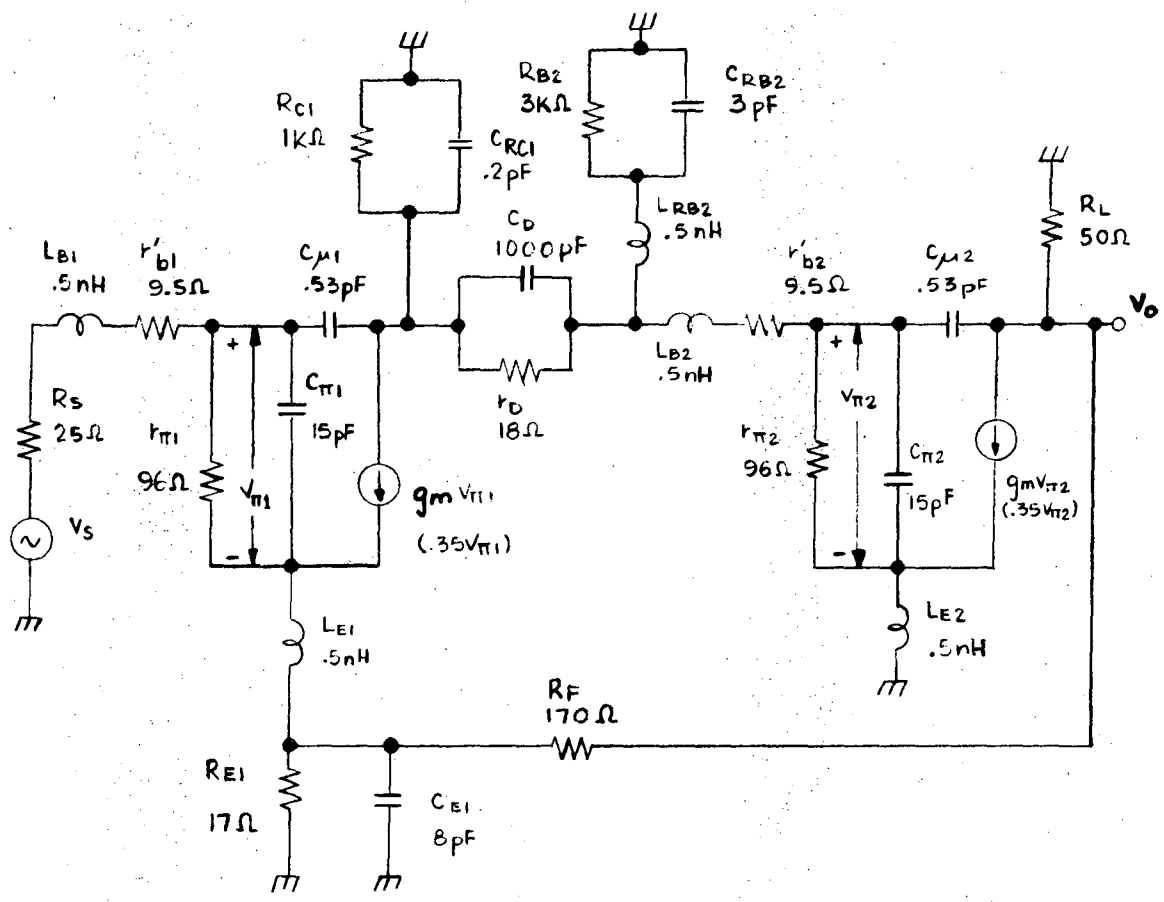 RC1
1KΩ
CRC1
.2pF
RB2
3KΩ
CRB2
3pF
LRB2
.5nH
CD
1000pF
rD
18Ω
LB1
.5nH
r'b1
9.5Ω
Cμ1
.53pF
RS
25Ω
VS
rπ1
96Ω
+
Vπ1
-
Cπ1
15pF
gm Vπ1
(.35Vπ1)
LB2
.5nH
r'b2
9.5Ω
Cμ2
.53pF
RL
50Ω
Vo
rπ2
96Ω
+
Vπ2
-
Cπ2
15pF
gmVπ2
(.35Vπ2)
LE1
.5nH
LE2
.5nH
RF
170Ω
RE1
17Ω
CE1
8pF